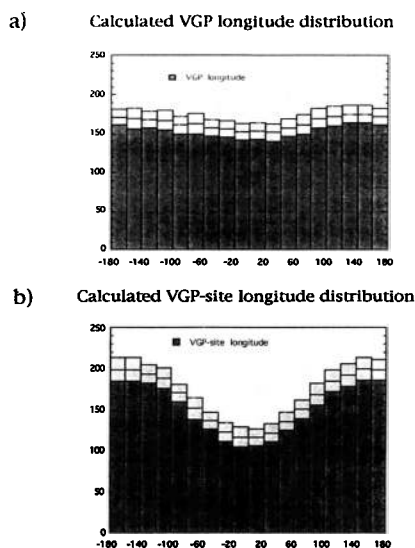 a) Calculated VGP longitude distribution
250
VGP longitude
200
150
100
50
0
-180 -140 -100 -60 -20 20 60 100 140 180
b) Calculated VGP-site longitude distribution
250
VGP-site longitude
200
150
100
50
0
-180 -140 -100 -60 -20 20 60 100 140 180